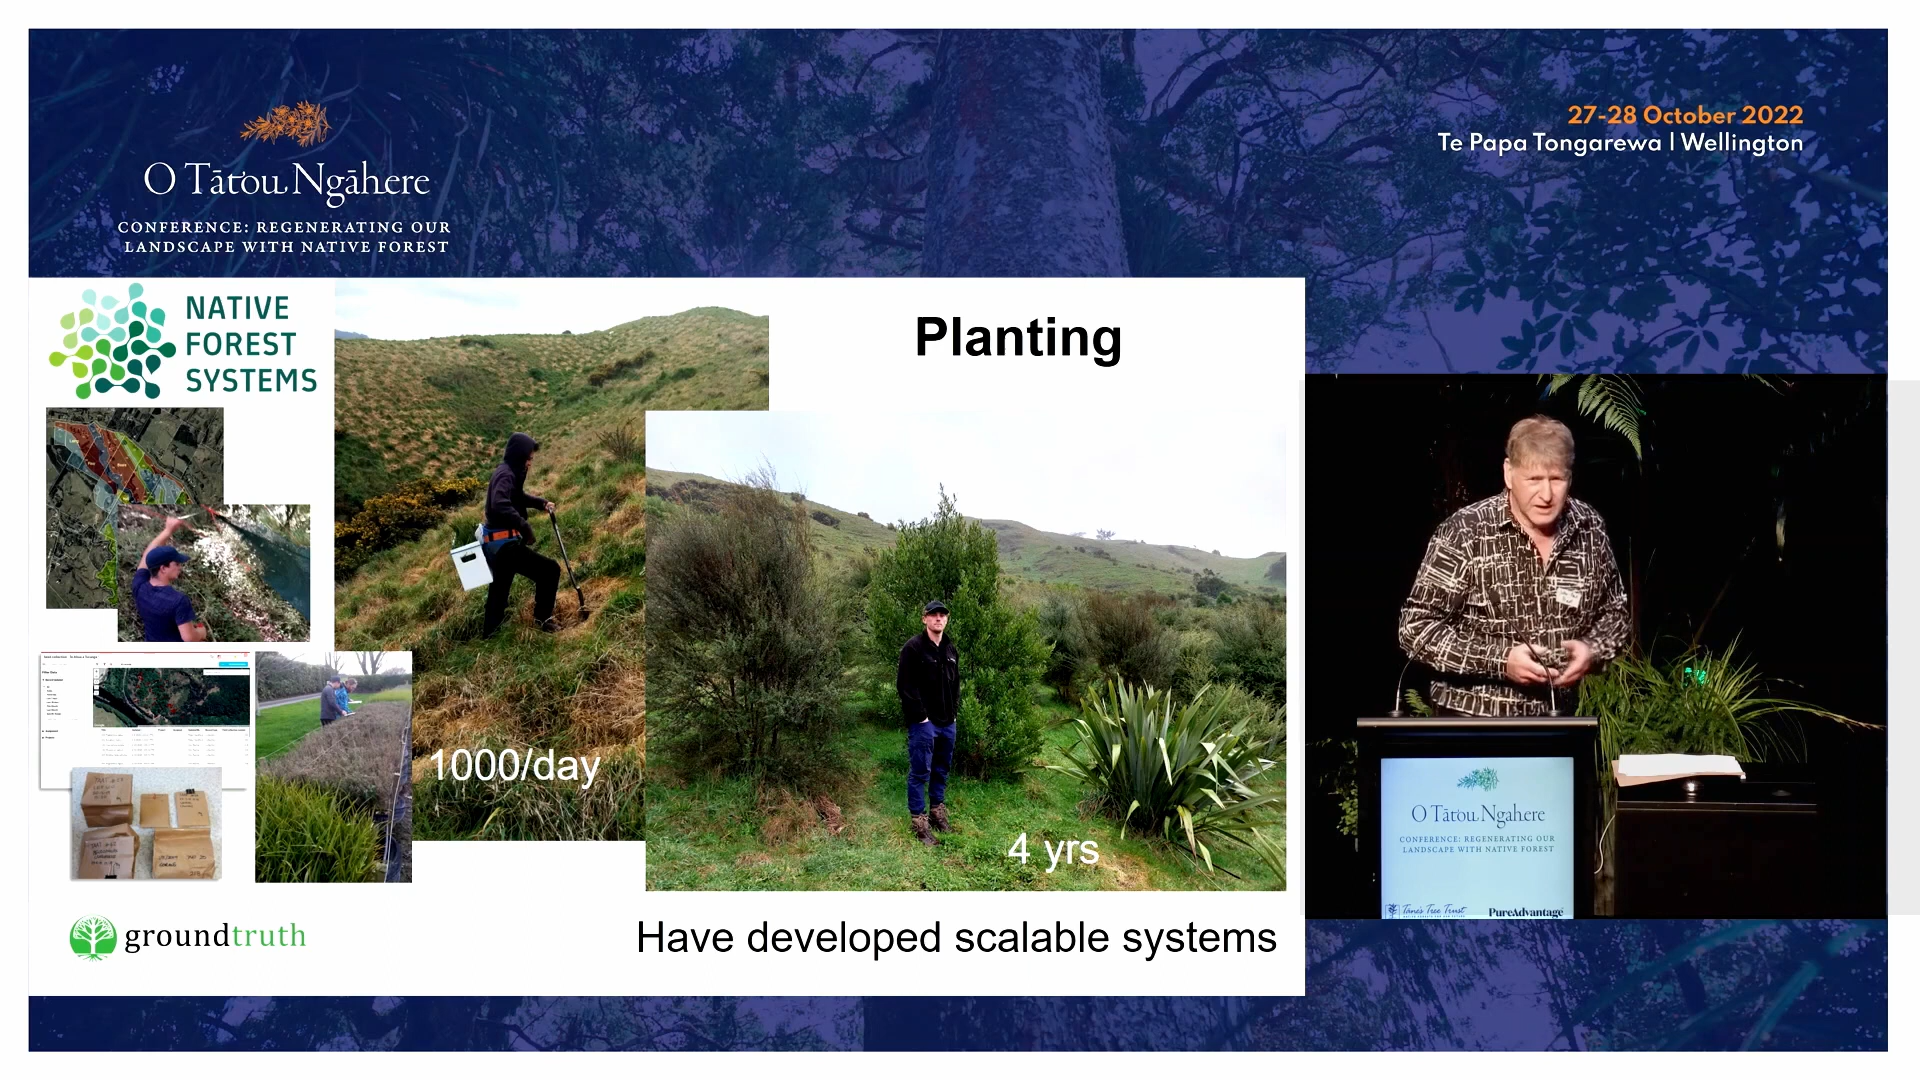 O Tātou Ngāhere
CONFERENCE: REGENERATING OUR
LANDSCAPE WITH NATIVE FOREST
27-28 October 2022
Te Papa Tongarewa | Wellington
NATIVE
FOREST
SYSTEMS
Planting
1000/day
4 yrs
groundtruth
Have developed scalable systems
O Tātou Ngahere
CONFERENCE: REGENERATING OUR
LANDSCAPE WITH NATIVE FOREST
Tāne's Tree Trust
PureAdvantage